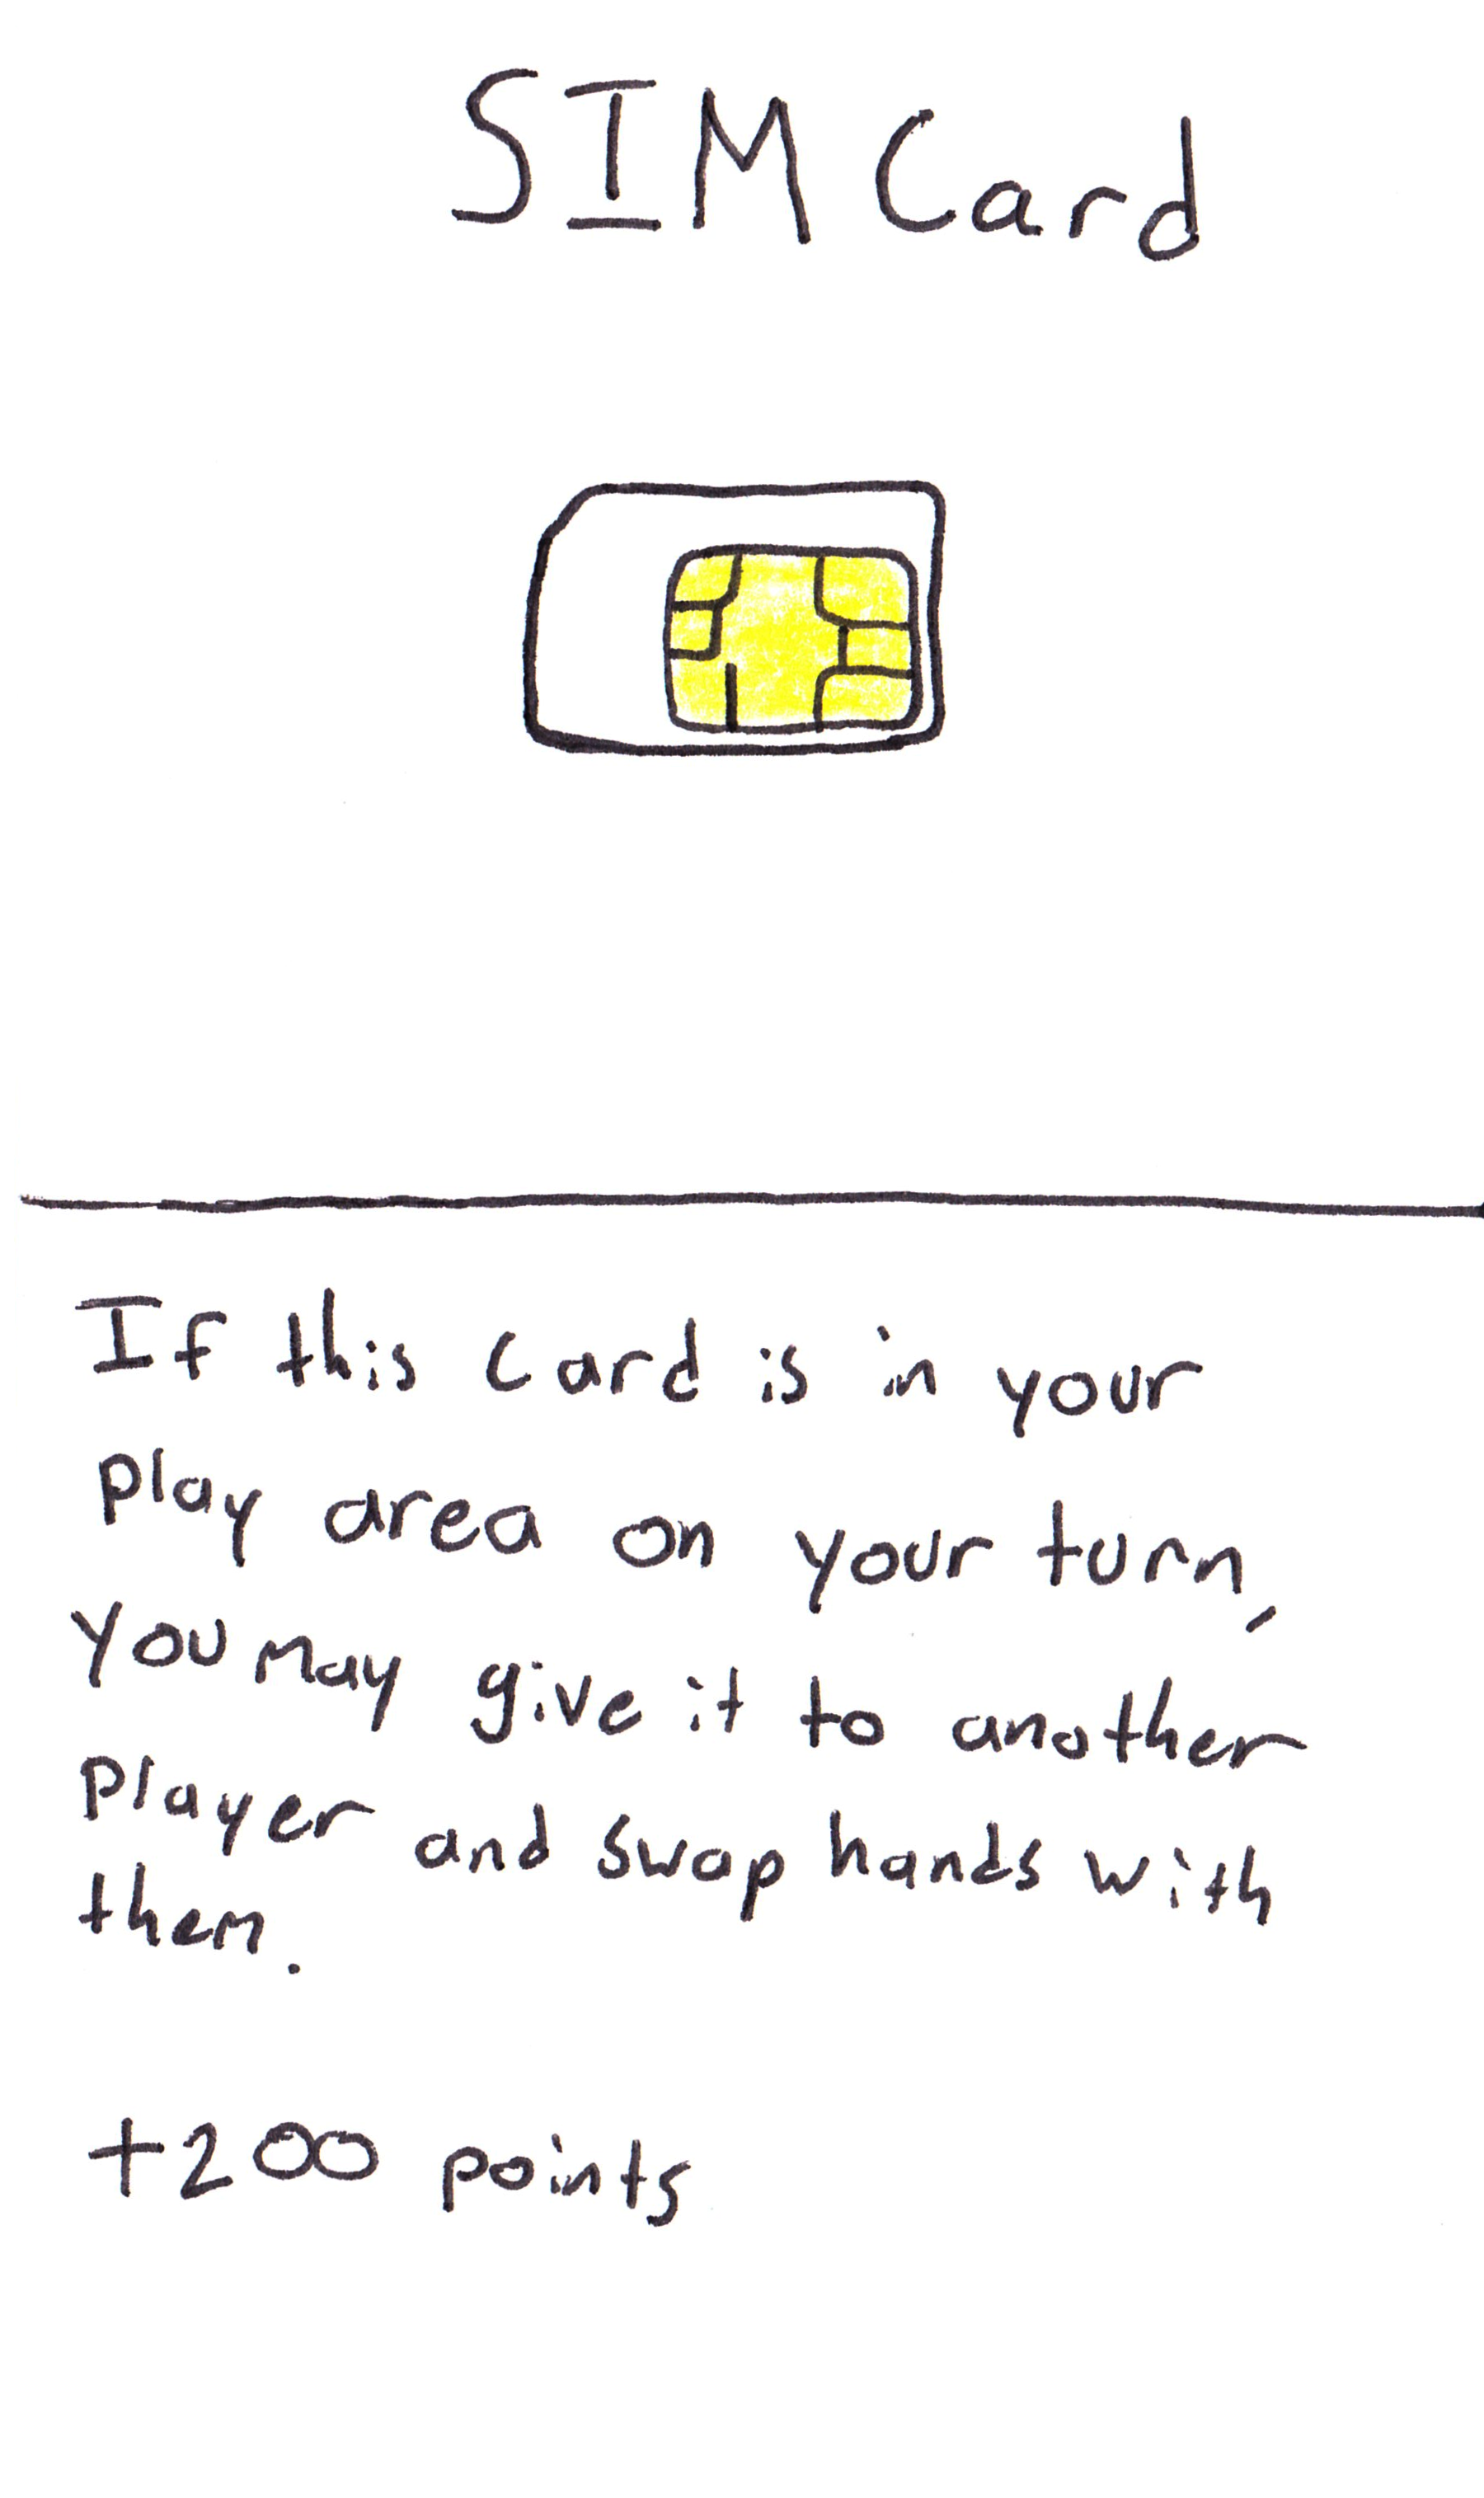 SIM Card
If this card is in your
play area on your turn,
you may give it to another
player and swap hands with
them.
+200 points